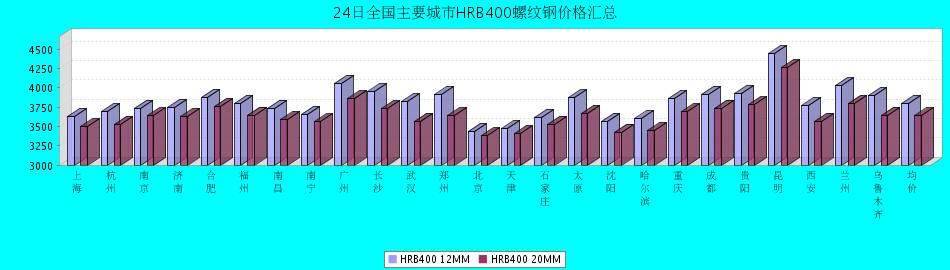 24日全国主要城市HRB400螺纹钢价格汇总
4500
4250
4000
3750
3500
3250
3000
上海 杭州 南京 济南 合肥 福州 南昌 南宁 广州 长沙 武汉 郑州 北京 天津 石家庄 太原 沈阳 哈尔滨 重庆 成都 贵阳 昆明 西安 兰州 乌鲁木齐 均价
HRB400 12MM HRB400 20MM